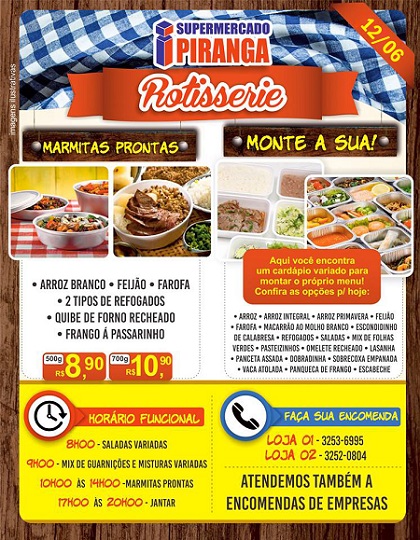 SUPERMERCADO
PIRANGA
12/06
Rotisserie
imagens ilustrativas
MARMITAS PRONTAS
• ARROZ BRANCO • FEIJÃO • FAROFA
• 2 TIPOS DE REFOGADOS
• QUIBE DE FORNO RECHEADO
• FRANGO Á PASSARINHO
500g R$ 8,90
700g R$ 10,90
MONTE A SUA!
Aqui você encontra
um cardápio variado para
montar o próprio menu!
Confira as opções p/ hoje:
• ARROZ • ARROZ INTEGRAL • ARROZ PRIMAVERA • FEIJÃO
• FAROFA • MACARRÃO AO MOLHO BRANCO • ESCONDIDINHO
DE CALABRESA • REFOGADOS • SALADAS • MIX DE FOLHAS
VERDES • PASTEIZINHOS • OMELETE RECHEADO • LASANHA
• PANCETA ASSADA • DOBRADINHA • SOBRECOXA EMPANADA
• VACA ATOLADA • PANQUECA DE FRANGO • ESCABECHE
HORÁRIO FUNCIONAL
8H00 - SALADAS VARIADAS
9H00 - MIX DE GUARNIÇÕES E MISTURAS VARIADAS
10H00 ÀS 14H00 - MARMITAS PRONTAS
17H00 ÀS 20H00 - JANTAR
FAÇA SUA ENCOMENDA
LOJA 01 - 3253-6995
LOJA 02 - 3252-0804
ATENDEMOS TAMBÉM A
ENCOMENDAS DE EMPRESAS